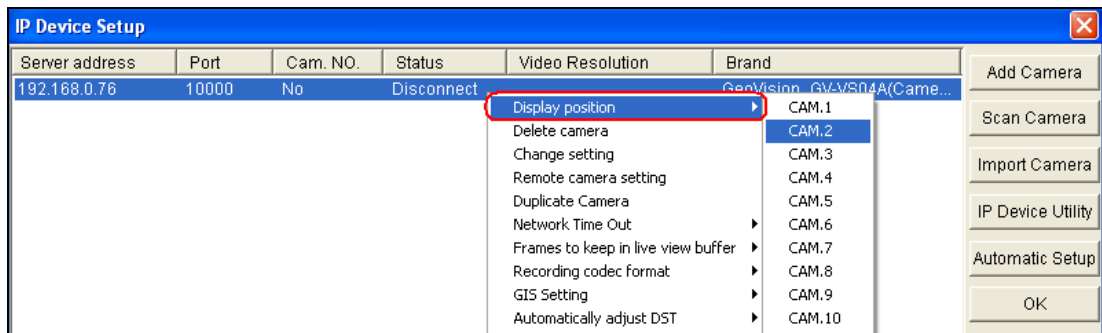 IP Device Setup
Server address Port Cam. NO. Status Video Resolution Brand
192.168.0.76 10000 No Disconnect GeoVision_GV-VS04A(Came...
Display position CAM.1
Delete camera CAM.2
Change setting CAM.3
Remote camera setting CAM.4
Duplicate Camera CAM.5
Network Time Out CAM.6
Frames to keep in live view buffer CAM.7
Recording codec format CAM.8
GIS Setting CAM.9
Automatically adjust DST CAM.10
Add Camera
Scan Camera
Import Camera
IP Device Utility
Automatic Setup
OK